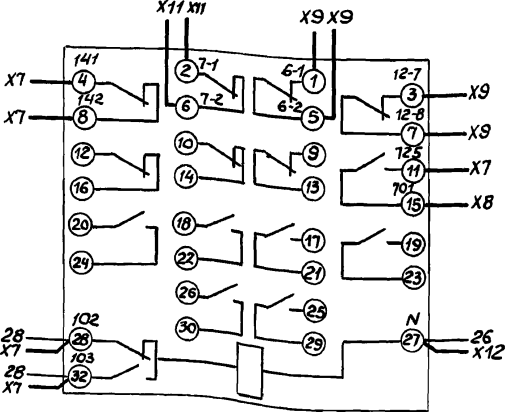 X11 X11 X9 X9
141 2 7-1 6-1 1 12-7
X7 4 3 X9
142 6 7-2 6-2 5 12-8
X7 8 7 X9
12 10 9 725
11 X7
16 14 13 701
15 X8
20 18 17 19
24 22 21 23
26 25
102 30 29 N
28 28 27 26
X7 103 X12
28 32
X7